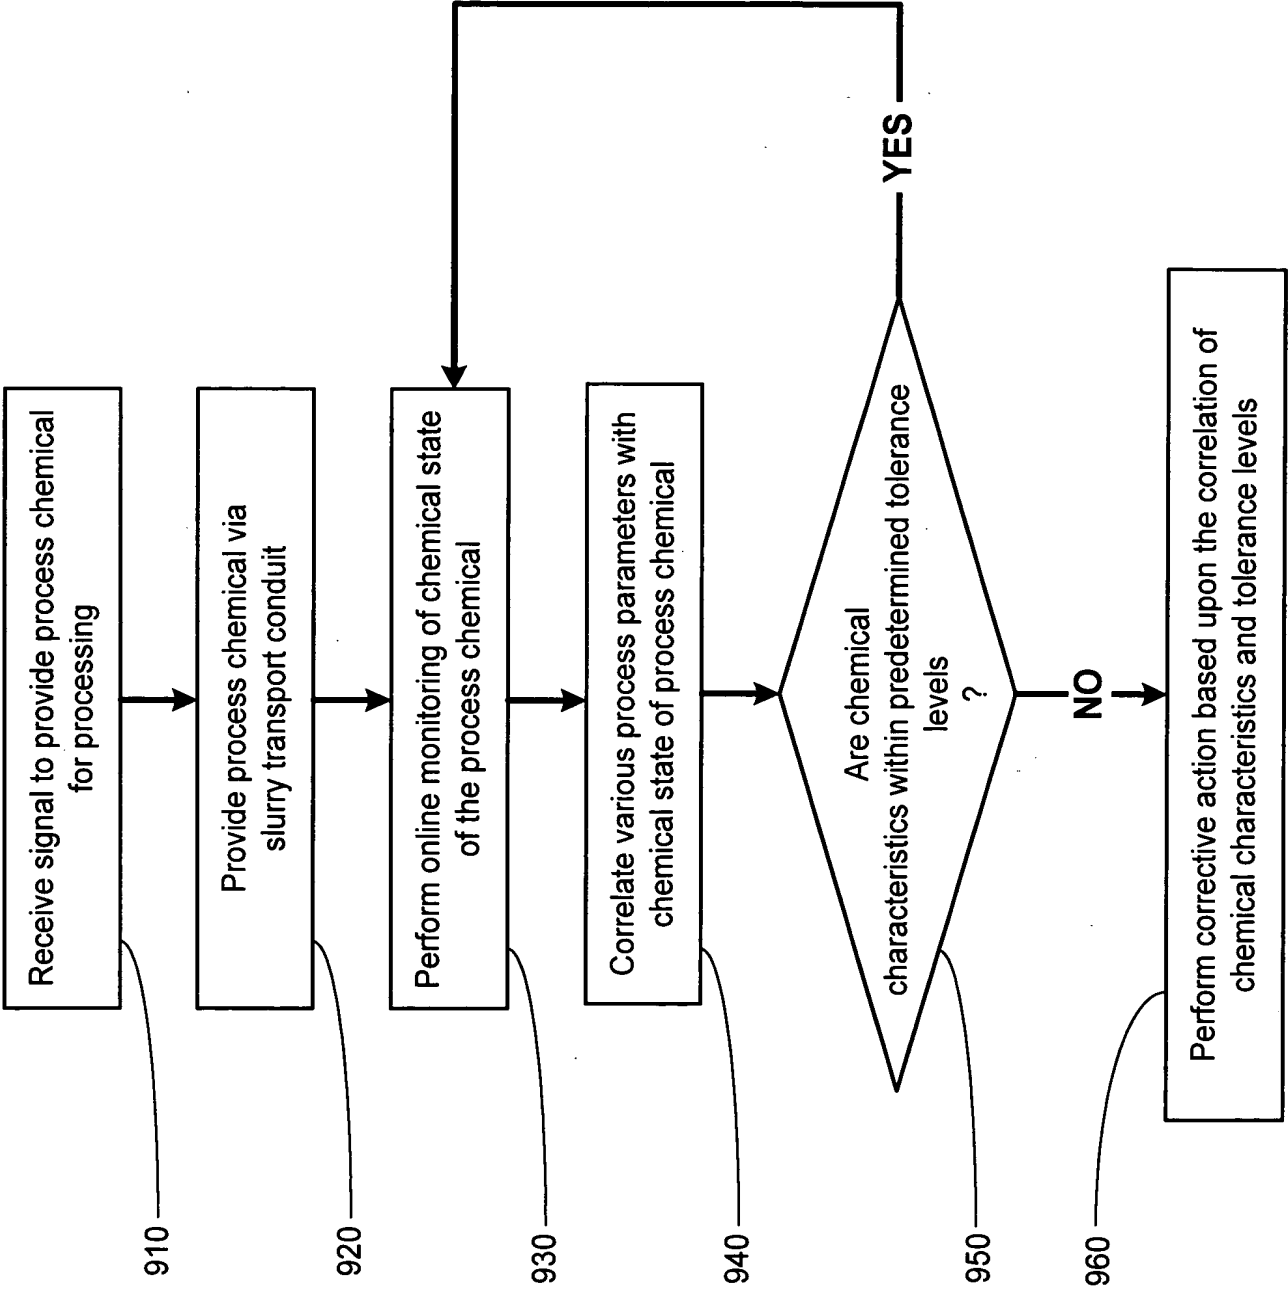 Receive signal to provide process chemical
for processing
910
Provide process chemical via
slurry transport conduit
920
Perform online monitoring of chemical state
of the process chemical
930
Correlate various process parameters with
chemical state of process chemical
940
Are chemical
characteristics within predetermined tolerance
levels
?
950
YES
NO
Perform corrective action based upon the correlation of
chemical characteristics and tolerance levels
960